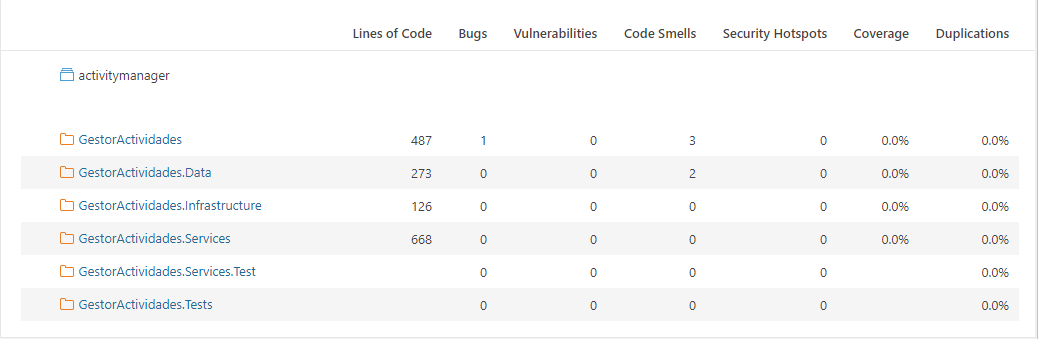 Lines of Code Bugs Vulnerabilities Code Smells Security Hotspots Coverage Duplications
activitymanager
GestorActividades 487 1 0 3 0 0.0% 0.0%
GestorActividades.Data 273 0 0 2 0 0.0% 0.0%
GestorActividades.Infrastructure 126 0 0 0 0 0.0% 0.0%
GestorActividades.Services 668 0 0 0 0 0.0% 0.0%
GestorActividades.Services.Test 0 0 0 0 0.0%
GestorActividades.Tests 0 0 0 0 0.0%